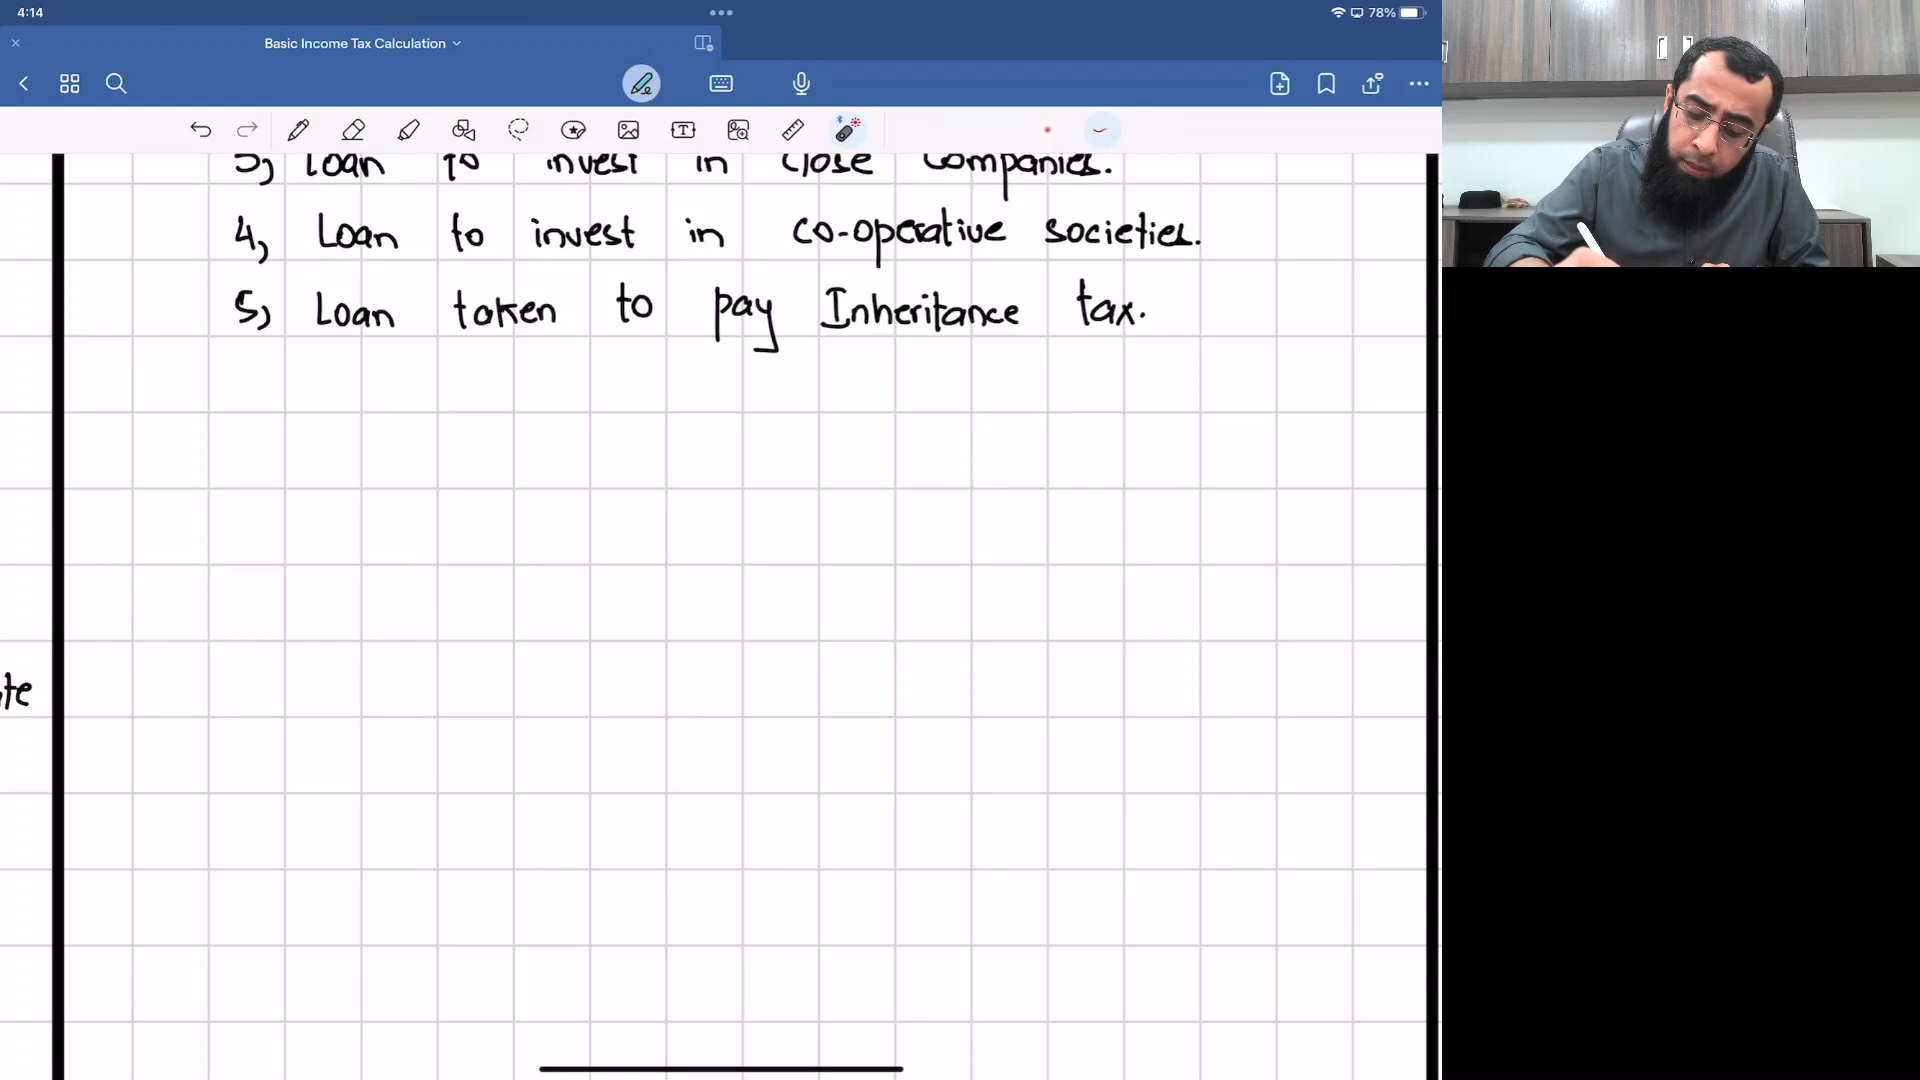 4:14
78%
Basic Income Tax Calculation
3) Loan to invest in close companies.
4) Loan to invest in co-operative societies.
5) Loan taken to pay Inheritance tax.
te